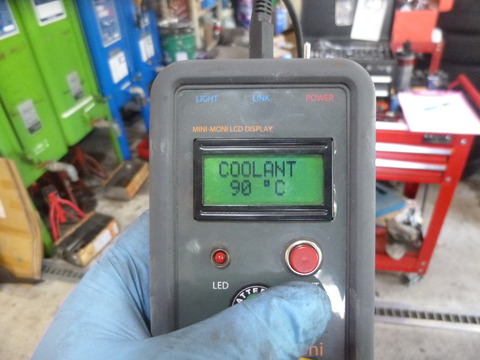 LIGHT LINK POWER
MINI-MONI LCD DISPLAY
COOLANT
90 °C
LED